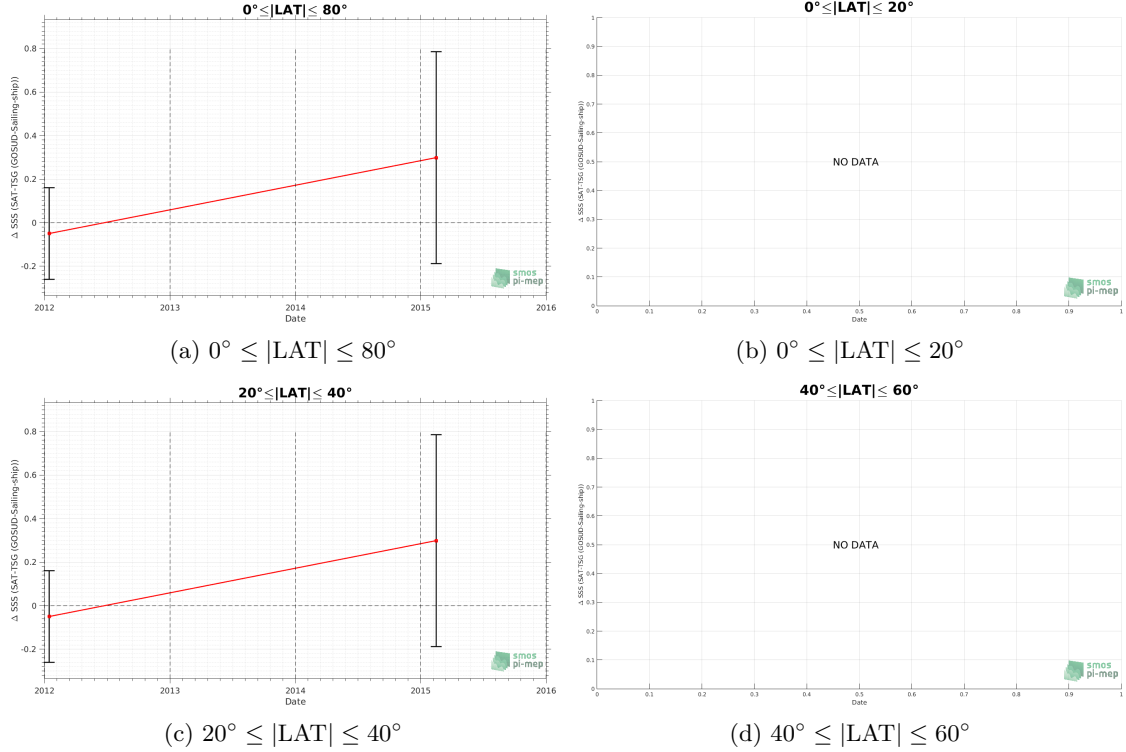 0°≤|LAT|≤ 80°
Δ SSS (SAT-TSG (GOSUD-Sailing-ship))
0.8
0.6
0.4
0.2
0
-0.2
2012 2013 2014 2015 2016
Date
smos
pi-mep
(a) 0° ≤ |LAT| ≤ 80°
0°≤|LAT|≤ 20°
Δ SSS (SAT-TSG (GOSUD-Sailing-ship))
1
0.9
0.8
0.7
0.6
0.5
0.4
0.3
0.2
0.1
0
NO DATA
0 0.1 0.2 0.3 0.4 0.5 0.6 0.7 0.8 0.9 1
Date
smos
pi-mep
(b) 0° ≤ |LAT| ≤ 20°
20°≤|LAT|≤ 40°
Δ SSS (SAT-TSG (GOSUD-Sailing-ship))
0.8
0.6
0.4
0.2
0
-0.2
2012 2013 2014 2015 2016
Date
smos
pi-mep
(c) 20° ≤ |LAT| ≤ 40°
40°≤|LAT|≤ 60°
Δ SSS (SAT-TSG (GOSUD-Sailing-ship))
1
0.9
0.8
0.7
0.6
0.5
0.4
0.3
0.2
0.1
0
NO DATA
0 0.1 0.2 0.3 0.4 0.5 0.6 0.7 0.8 0.9 1
Date
smos
pi-mep
(d) 40° ≤ |LAT| ≤ 60°